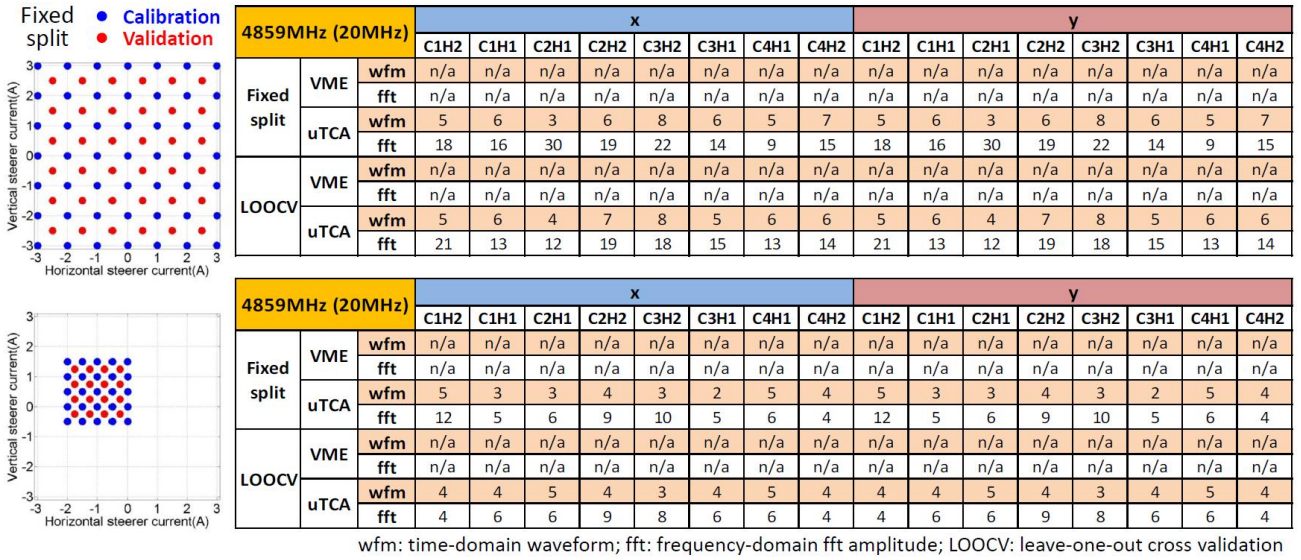 Fixed split
Calibration
Validation
3
2
1
0
-1
-2
-3
Vertical steerer current(A)
-3 -2 -1 0 1 2 3
Horizontal steerer current(A)
4859MHz (20MHz) x y
C1H2 C1H1 C2H1 C2H2 C3H2 C3H1 C4H1 C4H2 C1H2 C1H1 C2H1 C2H2 C3H2 C3H1 C4H1 C4H2
Fixed split VME wfm n/a n/a n/a n/a n/a n/a n/a n/a n/a n/a n/a n/a n/a n/a n/a n/a
fft n/a n/a n/a n/a n/a n/a n/a n/a n/a n/a n/a n/a n/a n/a n/a n/a
uTCA wfm 5 6 3 6 8 6 5 7 5 6 3 6 8 6 5 7
fft 18 16 30 19 22 14 9 15 18 16 30 19 22 14 9 15
LOOCV VME wfm n/a n/a n/a n/a n/a n/a n/a n/a n/a n/a n/a n/a n/a n/a n/a n/a
fft n/a n/a n/a n/a n/a n/a n/a n/a n/a n/a n/a n/a n/a n/a n/a n/a
uTCA wfm 5 6 4 7 8 5 6 6 5 6 4 7 8 5 6 6
fft 21 13 12 19 18 15 13 14 21 13 12 19 18 15 13 14
3
2
1
0
-1
-2
-3
Vertical steerer current(A)
-3 -2 -1 0 1 2 3
Horizontal steerer current(A)
4859MHz (20MHz) x y
C1H2 C1H1 C2H1 C2H2 C3H2 C3H1 C4H1 C4H2 C1H2 C1H1 C2H1 C2H2 C3H2 C3H1 C4H1 C4H2
Fixed split VME wfm n/a n/a n/a n/a n/a n/a n/a n/a n/a n/a n/a n/a n/a n/a n/a n/a
fft n/a n/a n/a n/a n/a n/a n/a n/a n/a n/a n/a n/a n/a n/a n/a n/a
uTCA wfm 5 3 3 4 3 2 5 4 5 3 3 4 3 2 5 4
fft 12 5 6 9 10 5 6 4 12 5 6 9 10 5 6 4
LOOCV VME wfm n/a n/a n/a n/a n/a n/a n/a n/a n/a n/a n/a n/a n/a n/a n/a n/a
fft n/a n/a n/a n/a n/a n/a n/a n/a n/a n/a n/a n/a n/a n/a n/a n/a
uTCA wfm 4 4 5 4 3 4 5 4 4 4 5 4 3 4 5 4
fft 4 6 6 9 8 6 6 4 4 6 6 9 8 6 6 4
wfm: time-domain waveform; fft: frequency-domain fft amplitude; LOOCV: leave-one-out cross validation